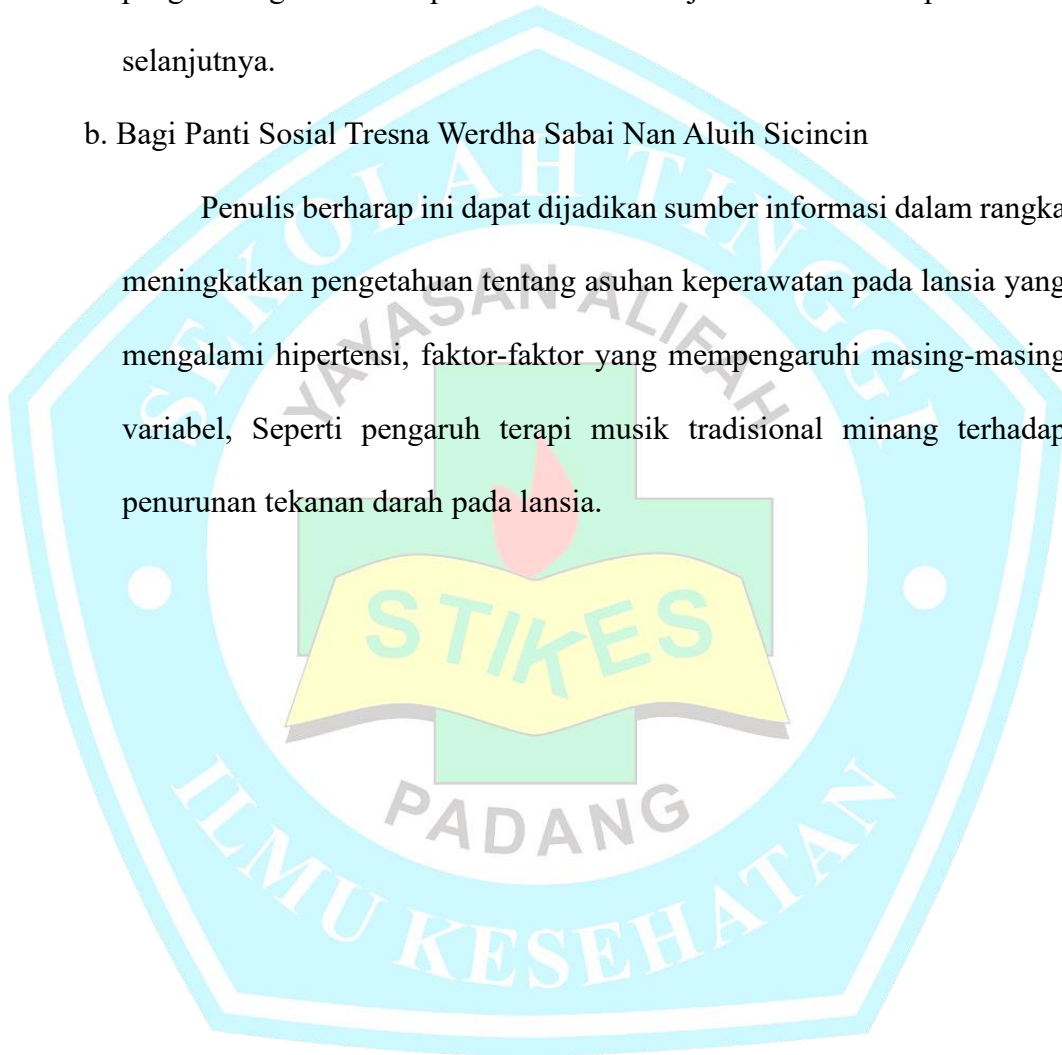 selanjutnya.
b. Bagi Panti Sosial Tresna Werdha Sabai Nan Aluih Sicincin
Penulis berharap ini dapat dijadikan sumber informasi dalam rangka
meningkatkan pengetahuan tentang asuhan keperawatan pada lansia yang
mengalami hipertensi, faktor-faktor yang mempengaruhi masing-masing
variabel, Seperti pengaruh terapi musik tradisional minang terhadap
penurunan tekanan darah pada lansia.
SEKOLAH TINGGI
YAYASAN ALIFAH
STIKES
PADANG
ILMU KESEHATAN